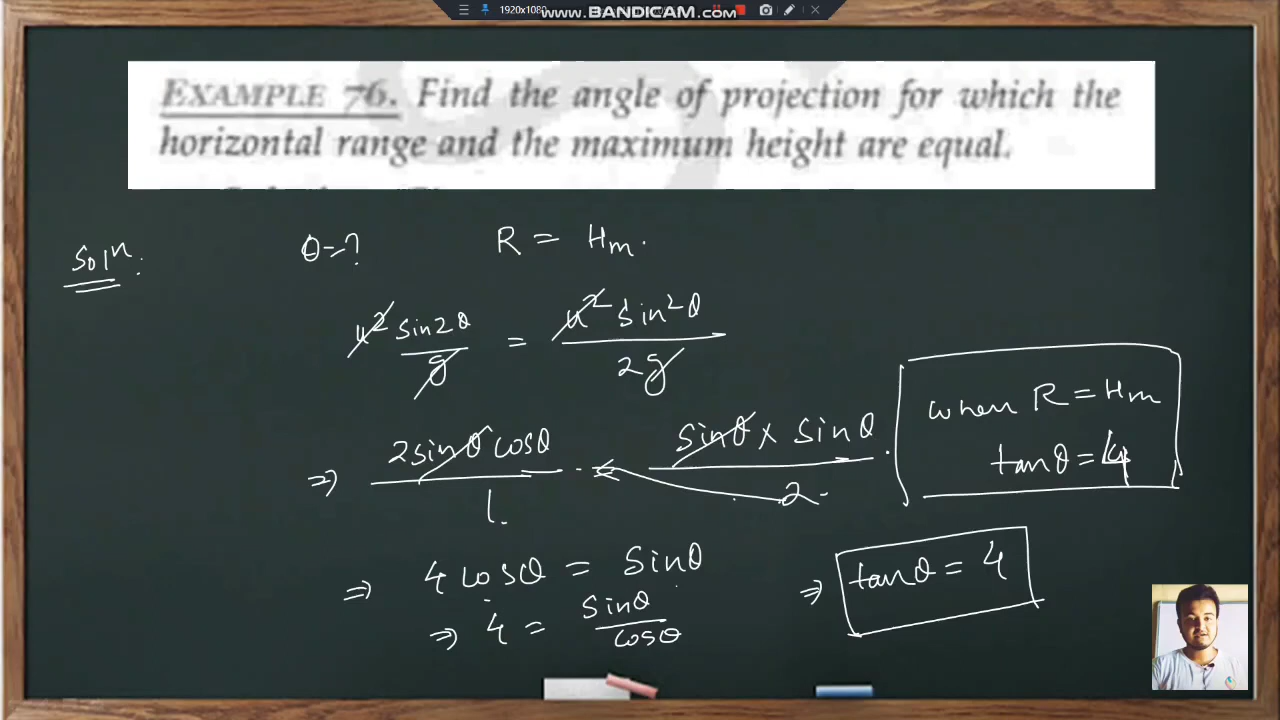 1920x1080
www.BANDICAM.com
EXAMPLE 76. Find the angle of projection for which the
horizontal range and the maximum height are equal.
Solⁿ:
θ=?
R = Hm.
u² sin2θ / g = u² sin²θ / 2g
⇒ 2 sinθ cosθ / 1. = sinθ × sinθ / 2
when R = Hm
tanθ = 4
⇒ 4 cosθ = sinθ
⇒ 4 = sinθ / cosθ
⇒ tanθ = 4